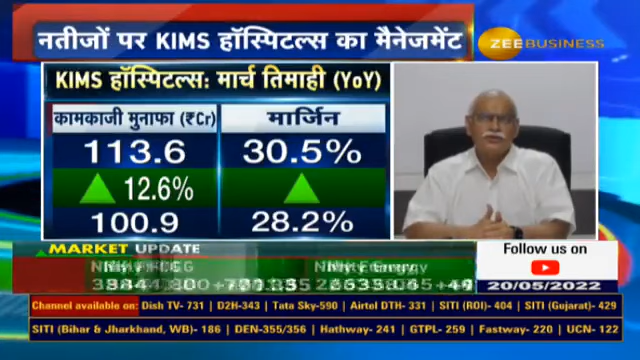 नतीजों पर KIMS हॉस्पिटल्स का मैनेजमेंट
ZEE BUSINESS
KIMS हॉस्पिटल्स: मार्च तिमाही (YoY)
कामकाजी मुनाफा (₹Cr) मार्जिन
113.6 30.5%
12.6%
100.9 28.2%
MARKET UPDATE
Follow us on
20/05/2022
Channel available on: Dish TV- 731 | D2H-343 | Tata Sky-590 | Airtel DTH- 331 | SITI (ROI)- 404 | SITI (Gujarat)- 429
SITI (Bihar & Jharkhand, WB)- 186 | DEN-355/356 | Hathway- 241 | GTPL- 259 | Fastway- 220 | UCN- 122